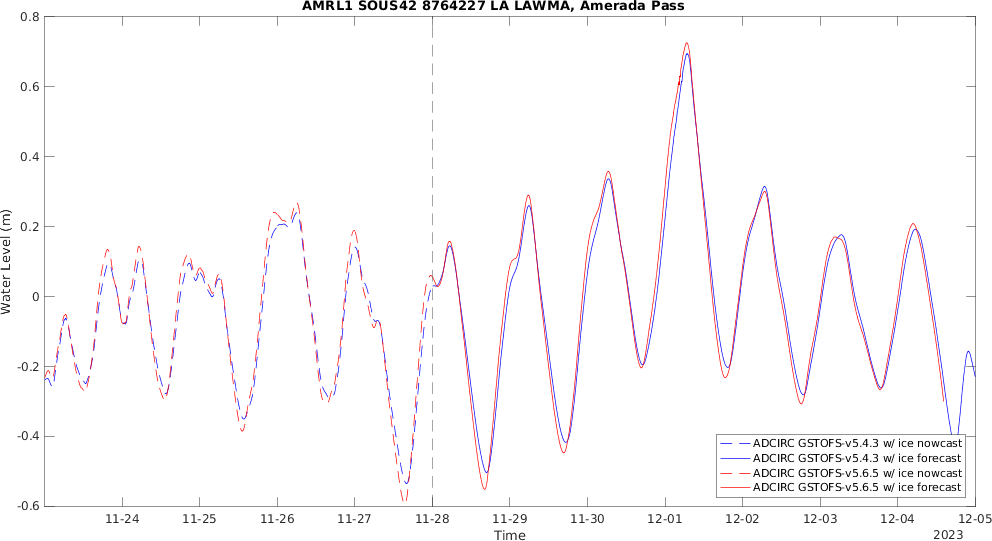 AMRL1 SOUS42 8764227 LA LAWMA, Amerada Pass
0.8
0.6
0.4
0.2
0
-0.2
-0.4
-0.6
Water Level (m)
ADCIRC GSTOFS-v5.4.3 w/ ice nowcast
ADCIRC GSTOFS-v5.4.3 w/ ice forecast
ADCIRC GSTOFS-v5.6.5 w/ ice nowcast
ADCIRC GSTOFS-v5.6.5 w/ ice forecast
11-24 11-25 11-26 11-27 11-28 11-29 11-30 12-01 12-02 12-03 12-04 12-05
Time
2023